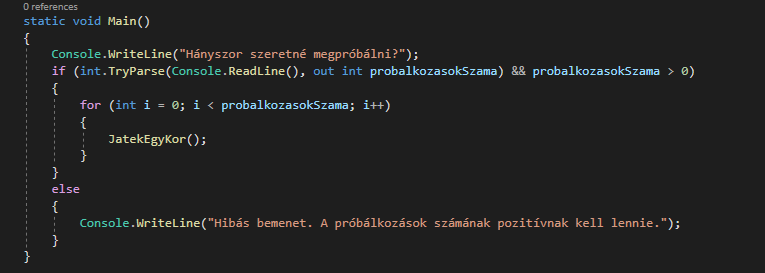 0 references
static void Main()
{
Console.WriteLine("Hányszor szeretné megpróbálni?");
if (int.TryParse(Console.ReadLine(), out int probalkozasokSzama) && probalkozasokSzama > 0)
{
for (int i = 0; i < probalkozasokSzama; i++)
{
JatekEgyKor();
}
}
else
{
Console.WriteLine("Hibás bemenet. A próbálkozások számának pozitívnak kell lennie.");
}
}